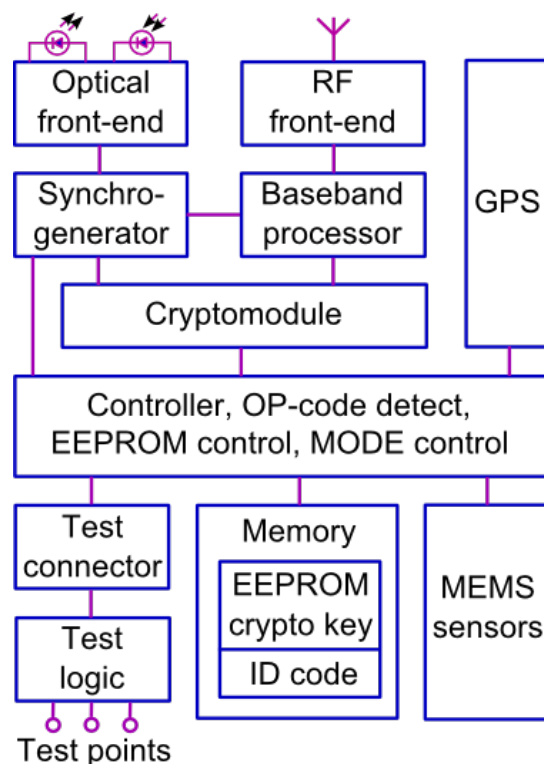 Optical
front-end
RF
front-end
GPS
Synchro-
generator
Baseband
processor
Cryptomodule
Controller, OP-code detect,
EEPROM control, MODE control
Test
connector
Memory
EEPROM
crypto key
ID code
MEMS
sensors
Test
logic
Test points